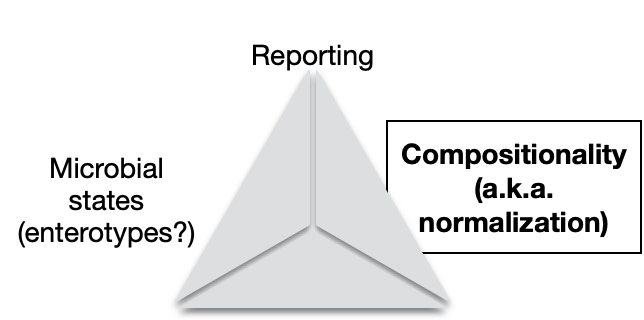 Reporting
Microbial
states
(enterotypes?)
Compositionality
(a.k.a.
normalization)